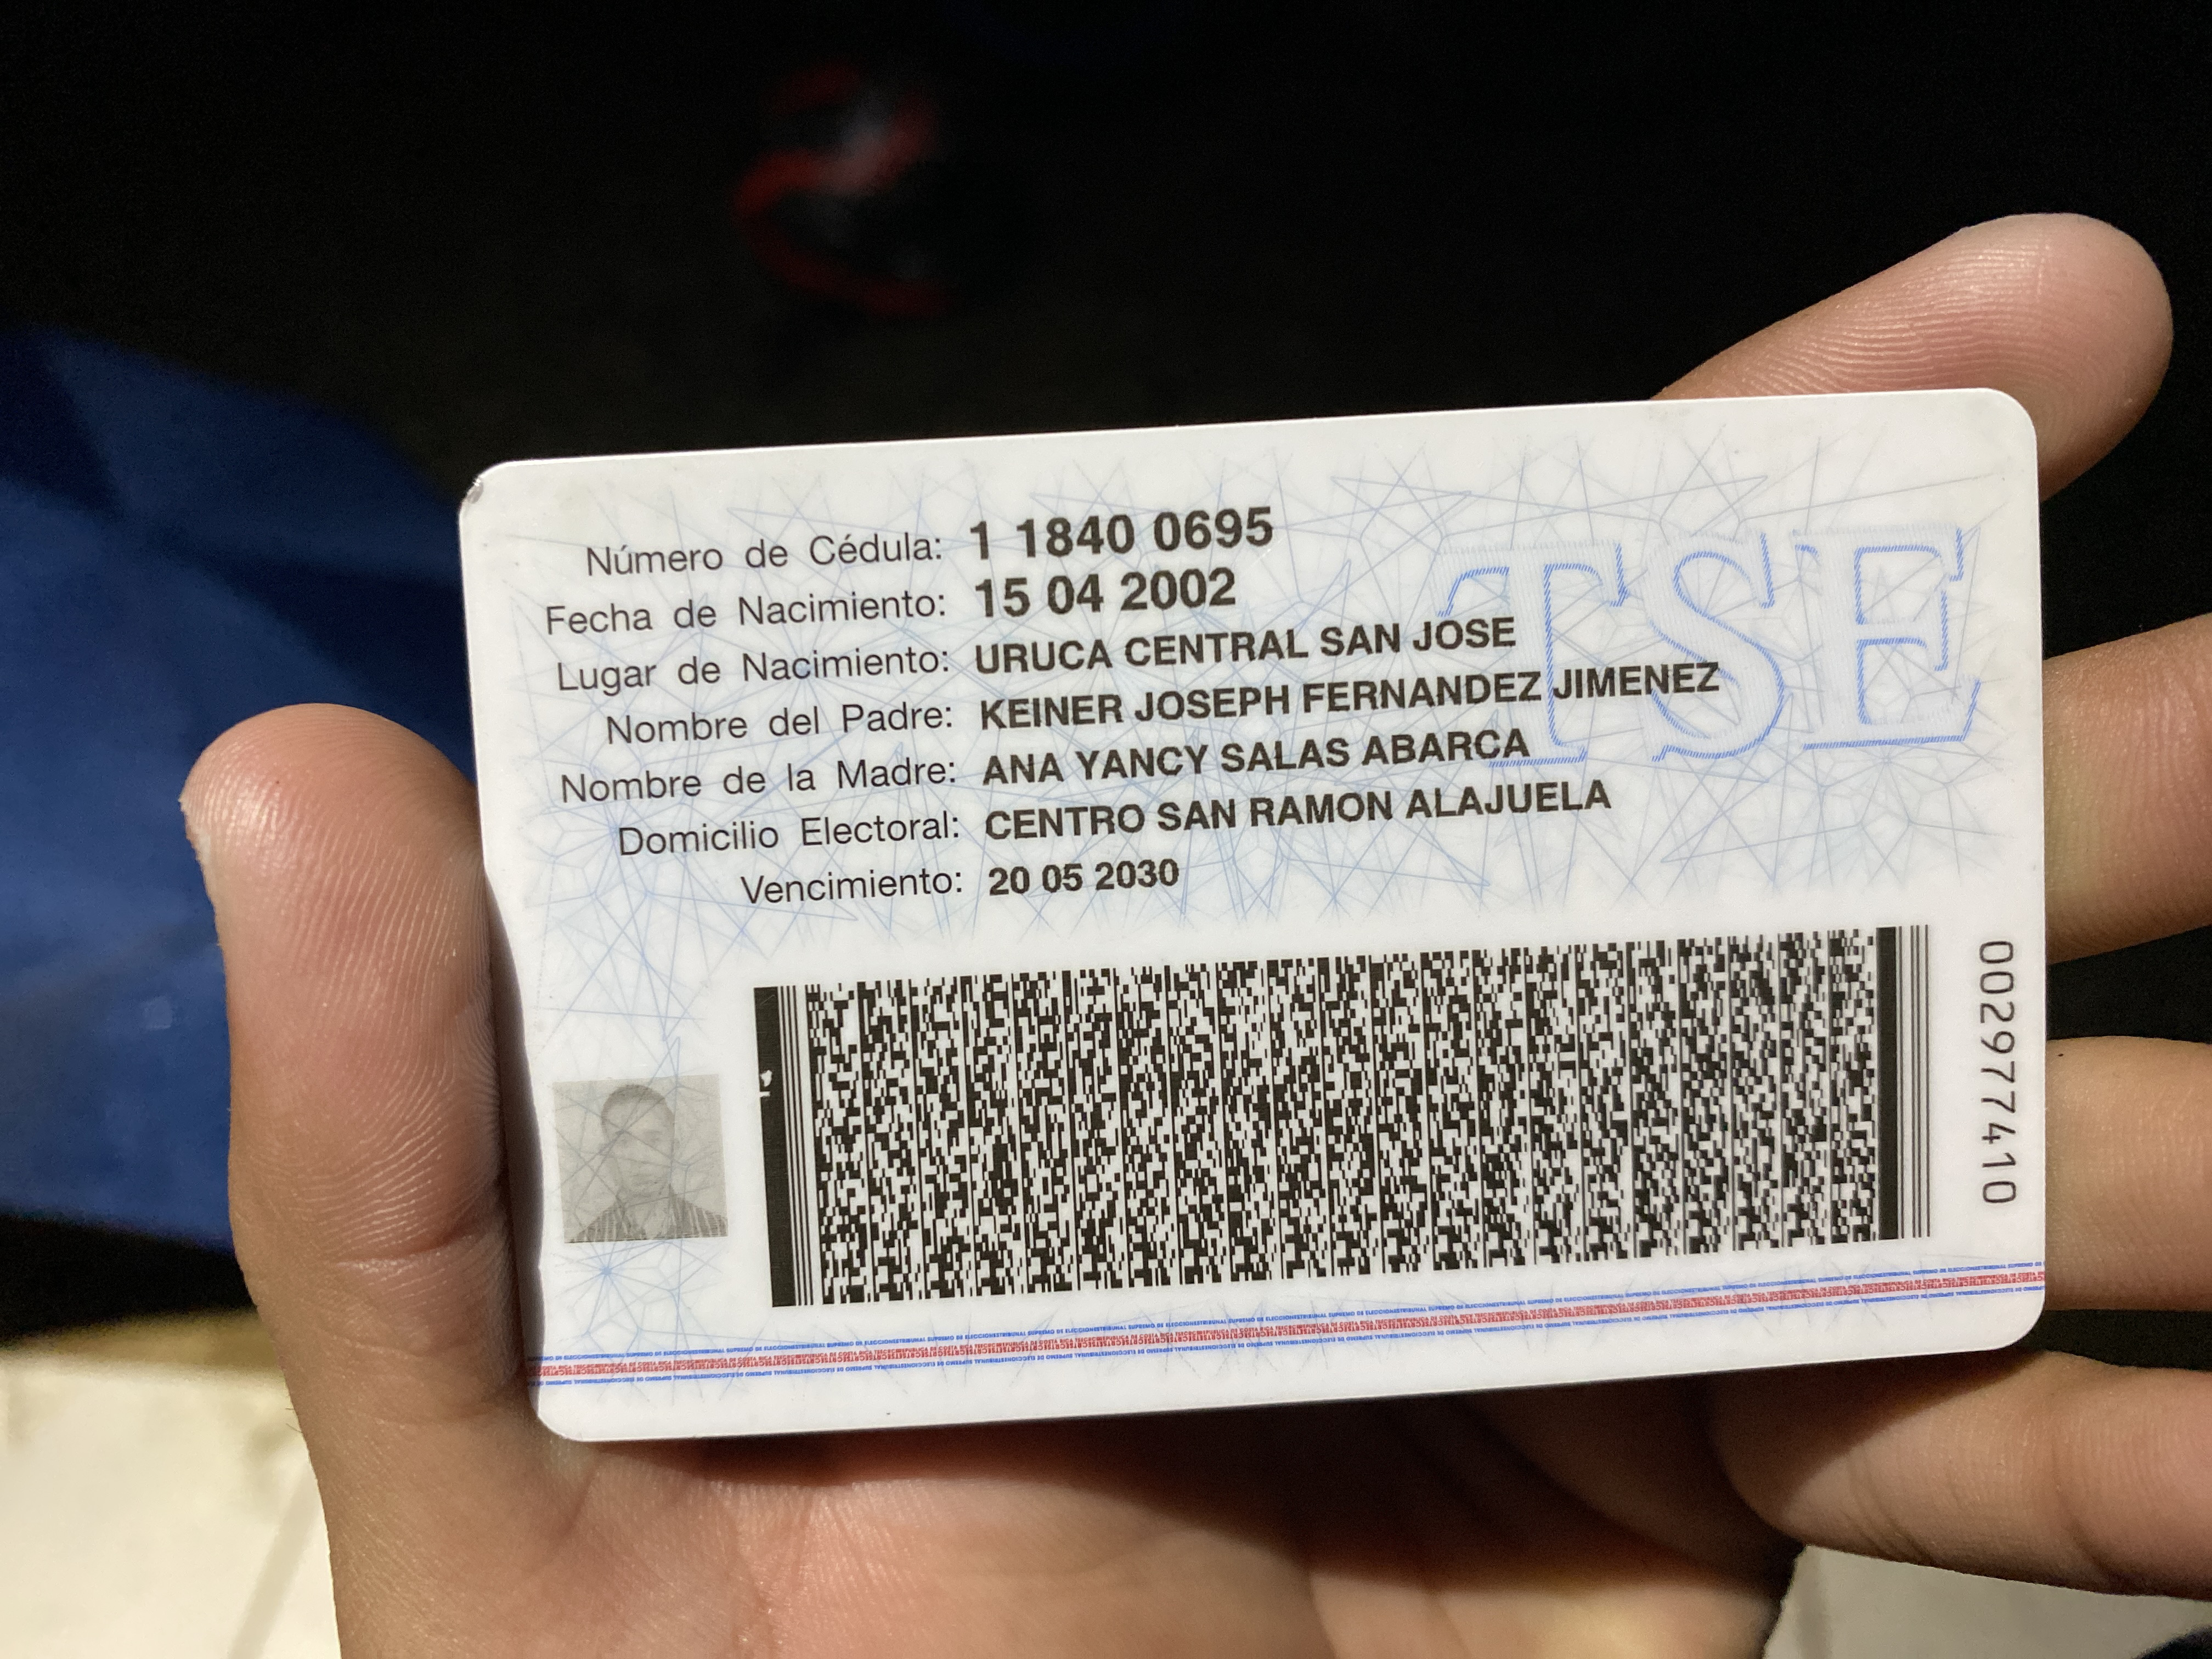 Número de Cédula: 1 1840 0695
Fecha de Nacimiento: 15 04 2002
Lugar de Nacimiento: URUCA CENTRAL SAN JOSE
Nombre del Padre: KEINER JOSEPH FERNANDEZ JIMENEZ
Nombre de la Madre: ANA YANCY SALAS ABARCA
Domicilio Electoral: CENTRO SAN RAMON ALAJUELA
Vencimiento: 20 05 2030
TSE
002977410